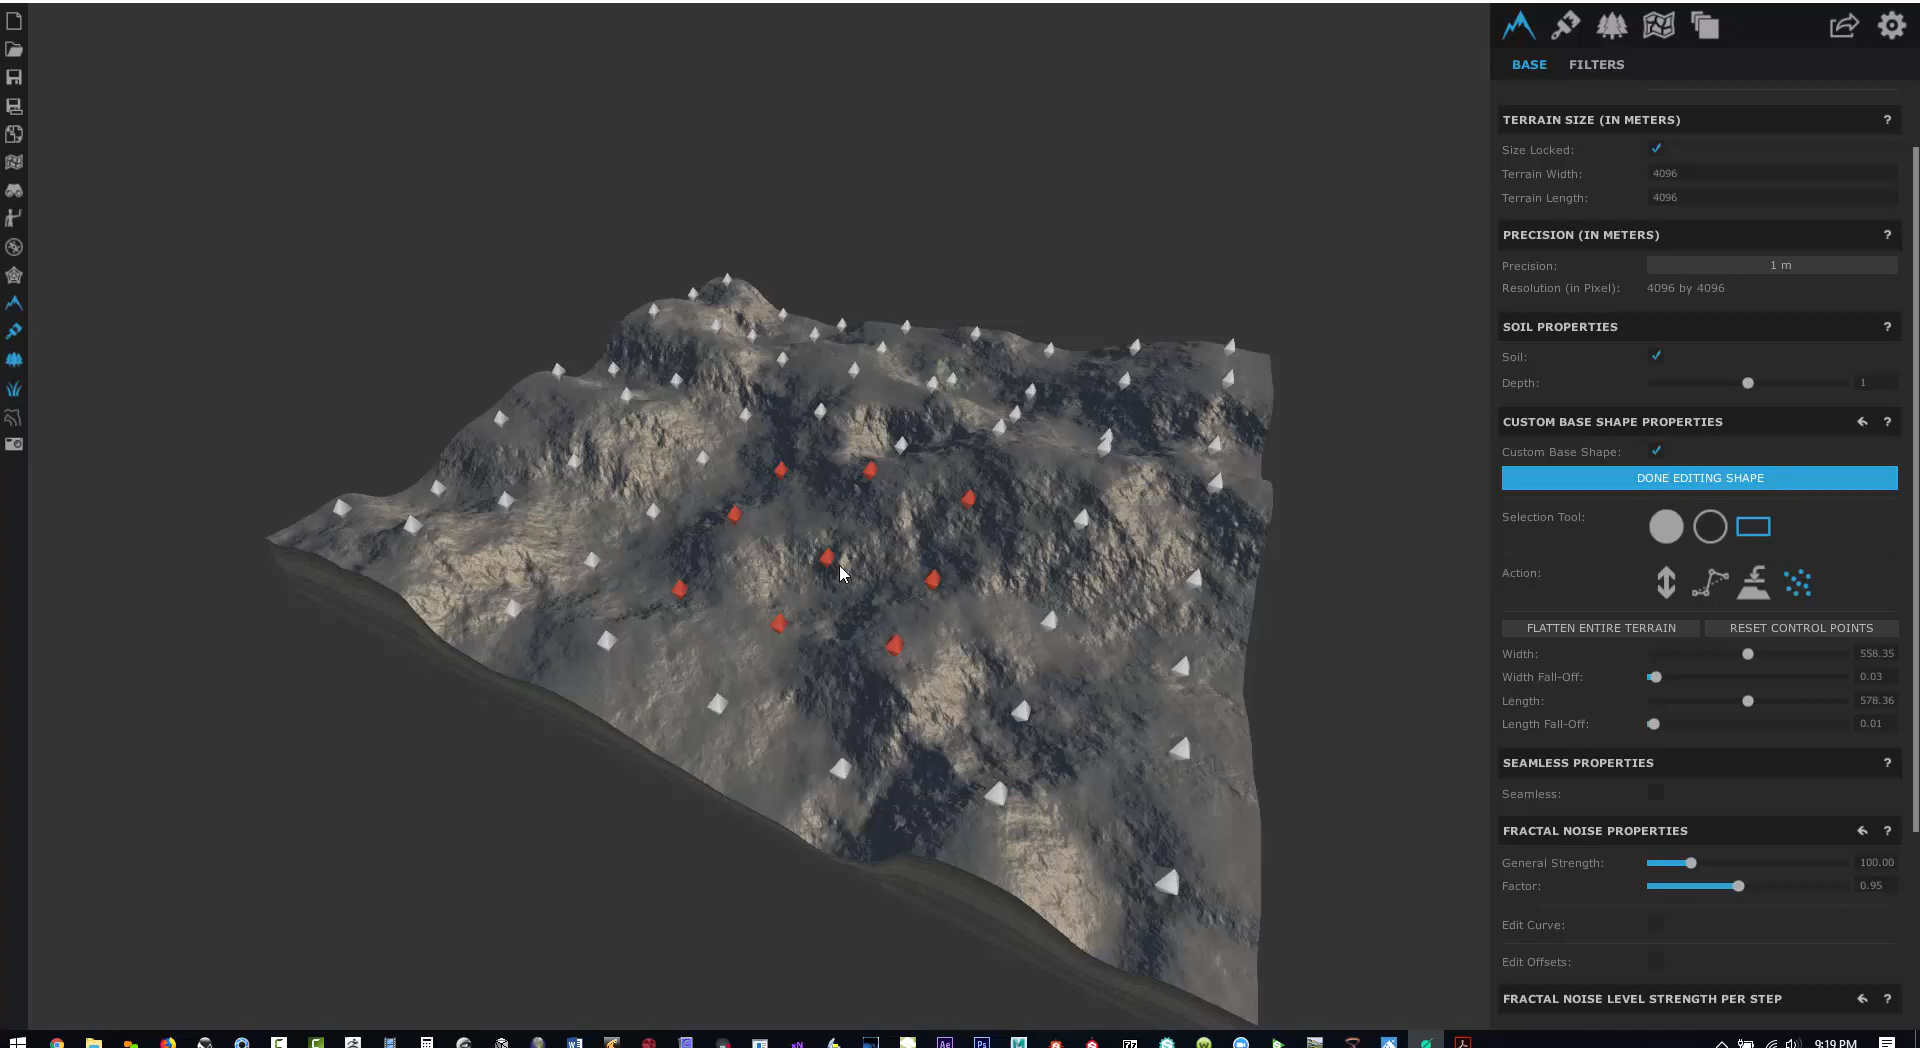 BASE FILTERS
TERRAIN SIZE (IN METERS) ?
Size Locked:
Terrain Width: 4096
Terrain Length: 4096
PRECISION (IN METERS) ?
Precision: 1 m
Resolution (in Pixel): 4096 by 4096
SOIL PROPERTIES ?
Soil:
Depth: 1
CUSTOM BASE SHAPE PROPERTIES ?
Custom Base Shape:
DONE EDITING SHAPE
Selection Tool:
Action:
FLATTEN ENTIRE TERRAIN RESET CONTROL POINTS
Width: 558.35
Width Fall-Off: 0.03
Length: 578.36
Length Fall-Off: 0.01
SEAMLESS PROPERTIES ?
Seamless:
FRACTAL NOISE PROPERTIES ?
General Strength: 100.00
Factor: 0.95
Edit Curve:
Edit Offsets:
FRACTAL NOISE LEVEL STRENGTH PER STEP ?
Ae Ps 9:19 PM